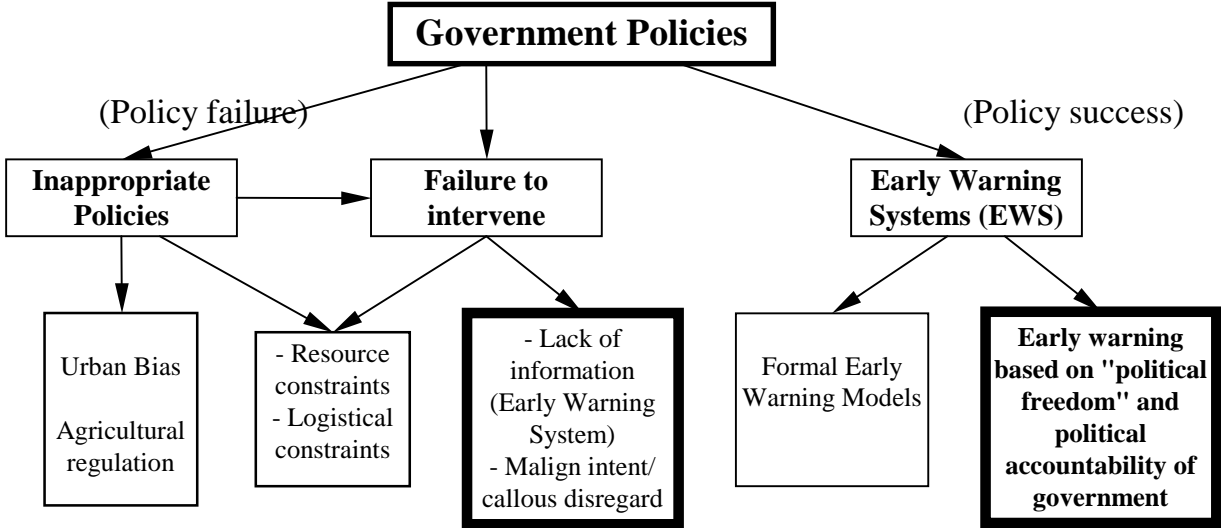 Government Policies
(Policy failure)
(Policy success)
Inappropriate
Policies
Failure to
intervene
Early Warning
Systems (EWS)
Urban Bias
Agricultural
regulation
- Resource
constraints
- Logistical
constraints
- Lack of
information
(Early Warning
System)
- Malign intent/
callous disregard
Formal Early
Warning Models
Early warning
based on "political
freedom" and
political
accountability of
government